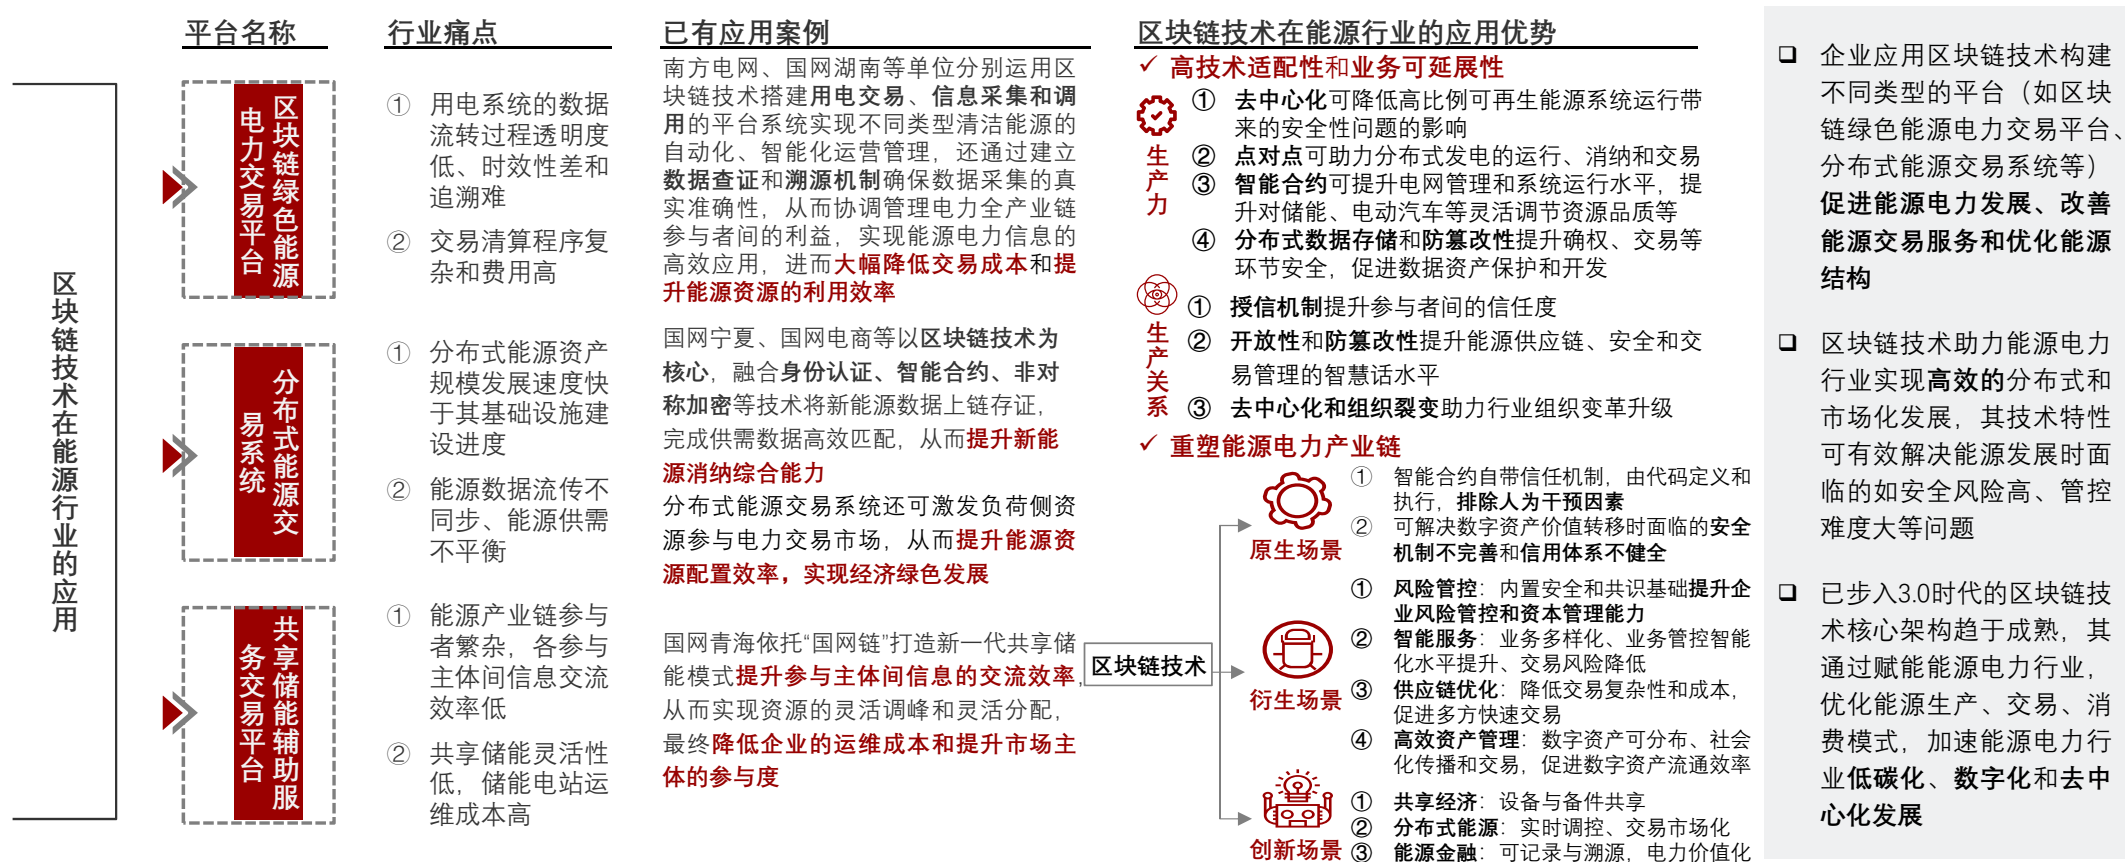 区块链技术在能源行业的应用
平台名称
区块链绿色能源
电力交易平台
分布式能源交
易系统
共享储能辅助服
务交易平台
行业痛点
① 用电系统的数据
流转过程透明度
低、时效性差和
追溯难
② 交易清算程序复
杂和费用高
① 分布式能源资产
规模发展速度快
于其基础设施建
设进度
② 能源数据流传不
同步、能源供需
不平衡
① 能源产业链参与
者繁杂，各参与
主体间信息交流
效率低
② 共享储能灵活性
低，储能电站运
维成本高
已有应用案例
南方电网、国网湖南等单位分别运用区
块链技术搭建用电交易、信息采集和调
用的平台系统实现不同类型清洁能源的
自动化、智能化运营管理，还通过建立
数据查证和溯源机制确保数据采集的真
实准确性，从而协调管理电力全产业链
参与者间的利益，实现能源电力信息的
高效应用，进而大幅降低交易成本和提
升能源资源的利用效率
国网宁夏、国网电商等以区块链技术为
核心，融合身份认证、智能合约、非对
称加密等技术将新能源数据上链存证，
完成供需数据高效匹配，从而提升新能
源消纳综合能力
分布式能源交易系统还可激发负荷侧资
源参与电力交易市场，从而提升能源资
源配置效率，实现经济绿色发展
国网青海依托“国网链”打造新一代共享储
能模式提升参与主体间信息的交流效率，
从而实现资源的灵活调峰和灵活分配，
最终降低企业的运维成本和提升市场主
体的参与度
区块链技术在能源行业的应用优势
✓ 高技术适配性和业务可延展性
生产力
① 去中心化可降低高比例可再生能源系统运行带
来的安全性问题的影响
② 点对点可助力分布式发电的运行、消纳和交易
③ 智能合约可提升电网管理和系统运行水平，提
升对储能、电动汽车等灵活调节资源品质等
④ 分布式数据存储和防篡改性提升确权、交易等
环节安全，促进数据资产保护和开发
生产关系
① 授信机制提升参与者间的信任度
② 开放性和防篡改性提升能源供应链、安全和交
易管理的智慧话水平
③ 去中心化和组织裂变助力行业组织变革升级
✓ 重塑能源电力产业链
区块链技术
原生场景
① 智能合约自带信任机制，由代码定义和
执行，排除人为干预因素
② 可解决数字资产价值转移时面临的安全
机制不完善和信用体系不健全
衍生场景
① 风险管控：内置安全和共识基础提升企
业风险管控和资本管理能力
② 智能服务：业务多样化、业务管控智能
化水平提升、交易风险降低
③ 供应链优化：降低交易复杂性和成本，
促进多方快速交易
④ 高效资产管理：数字资产可分布、社会
化传播和交易，促进数字资产流通效率
创新场景
① 共享经济：设备与备件共享
② 分布式能源：实时调控、交易市场化
③ 能源金融：可记录与溯源，电力价值化
❑ 企业应用区块链技术构建
不同类型的平台（如区块
链绿色能源电力交易平台、
分布式能源交易系统等）
促进能源电力发展、改善
能源交易服务和优化能源
结构
❑ 区块链技术助力能源电力
行业实现高效的分布式和
市场化发展，其技术特性
可有效解决能源发展时面
临的如安全风险高、管控
难度大等问题
❑ 已步入3.0时代的区块链技
术核心架构趋于成熟，其
通过赋能能源电力行业，
优化能源生产、交易、消
费模式，加速能源电力行
业低碳化、数字化和去中
心化发展